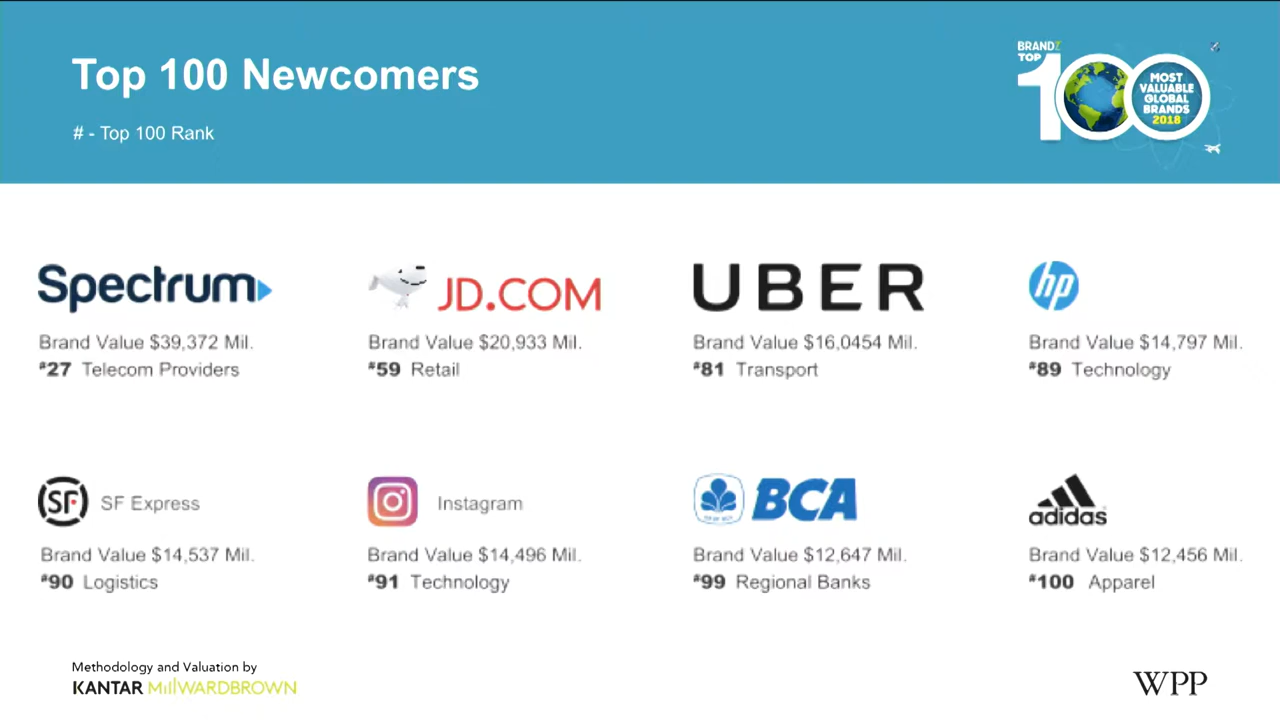 Top 100 Newcomers
# - Top 100 Rank
BRANDZ
TOP
100
MOST
VALUABLE
GLOBAL
BRANDS
2018
Spectrum
Brand Value $39,372 Mil.
#27 Telecom Providers
JD.COM
Brand Value $20,933 Mil.
#59 Retail
UBER
Brand Value $16,0454 Mil.
#81 Transport
hp
Brand Value $14,797 Mil.
#89 Technology
SF SF Express
Brand Value $14,537 Mil.
#90 Logistics
Instagram
Brand Value $14,496 Mil.
#91 Technology
BCA
Brand Value $12,647 Mil.
#99 Regional Banks
adidas
Brand Value $12,456 Mil.
#100 Apparel
Methodology and Valuation by
KANTAR MillWARDBROWN
WPP